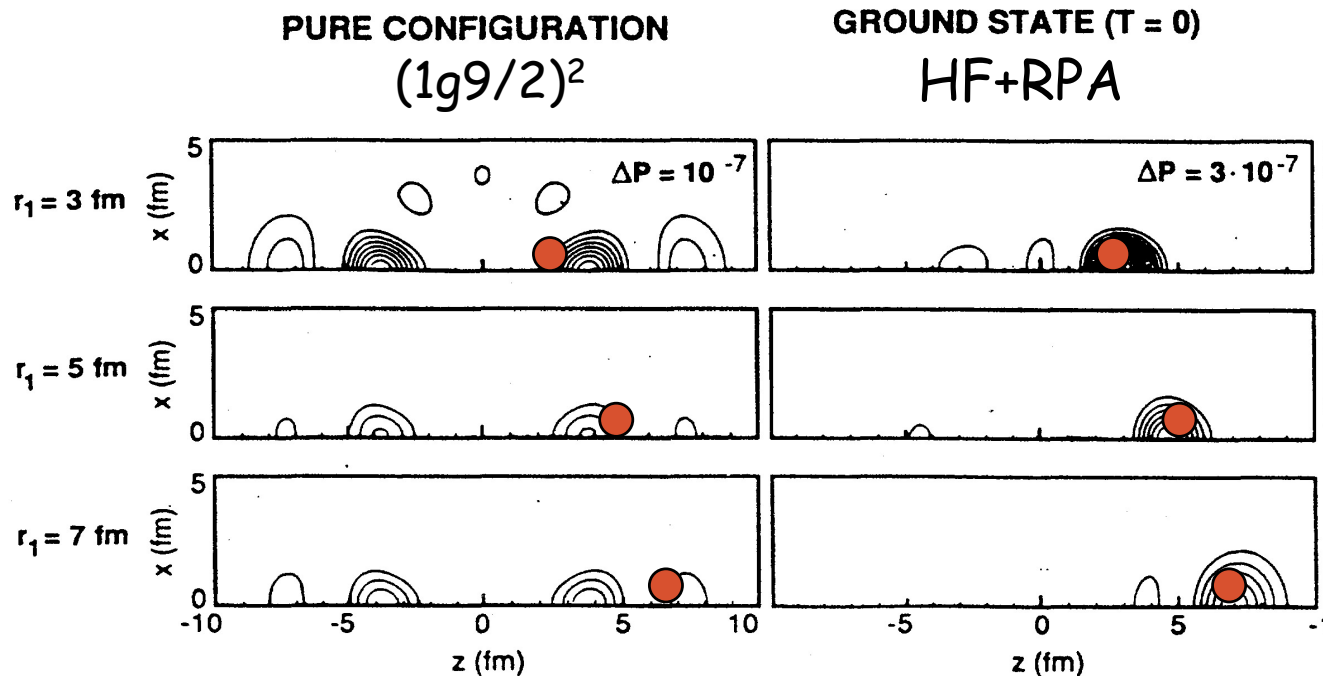 PURE CONFIGURATION
(1g9/2)²
GROUND STATE (T = 0)
HF+RPA
r₁ = 3 fm
x (fm)
5
0
ΔP = 10⁻⁷
ΔP = 3·10⁻⁷
r₁ = 5 fm
x (fm)
5
0
r₁ = 7 fm
x (fm)
5
0
-10 -5 0 5 10 -5 0 5 -
z (fm) z (fm)